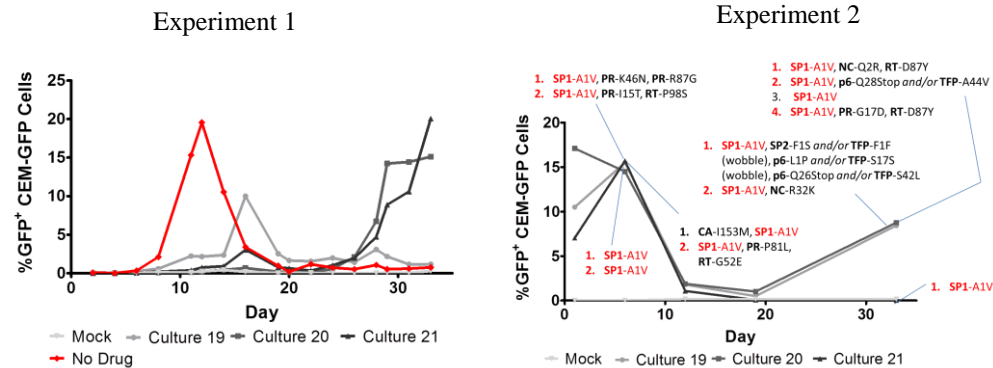 Experiment 1
25
20
15
10
5
0
0 10 20 30
%GFP+ CEM-GFP Cells
Day
Mock Culture 19 Culture 20 Culture 21
No Drug
Experiment 2
1. SP1-A1V, PR-K46N, PR-R87G
2. SP1-A1V, PR-I15T, RT-P98S
1. SP1-A1V, NC-Q2R, RT-D87Y
2. SP1-A1V, p6-Q28Stop and/or TFP-A44V
3. SP1-A1V
4. SP1-A1V, PR-G17D, RT-D87Y
1. SP1-A1V, SP2-F1S and/or TFP-F1F
(wobble), p6-L1P and/or TFP-S17S
(wobble), p6-Q26Stop and/or TFP-S42L
2. SP1-A1V, NC-R32K
1. CA-I153M, SP1-A1V
2. SP1-A1V, PR-P81L,
RT-G52E
1. SP1-A1V
2. SP1-A1V
1. SP1-A1V
20
15
10
5
0
0 10 20 30
%GFP+ CEM-GFP Cells
Day
Mock Culture 19 Culture 20 Culture 21